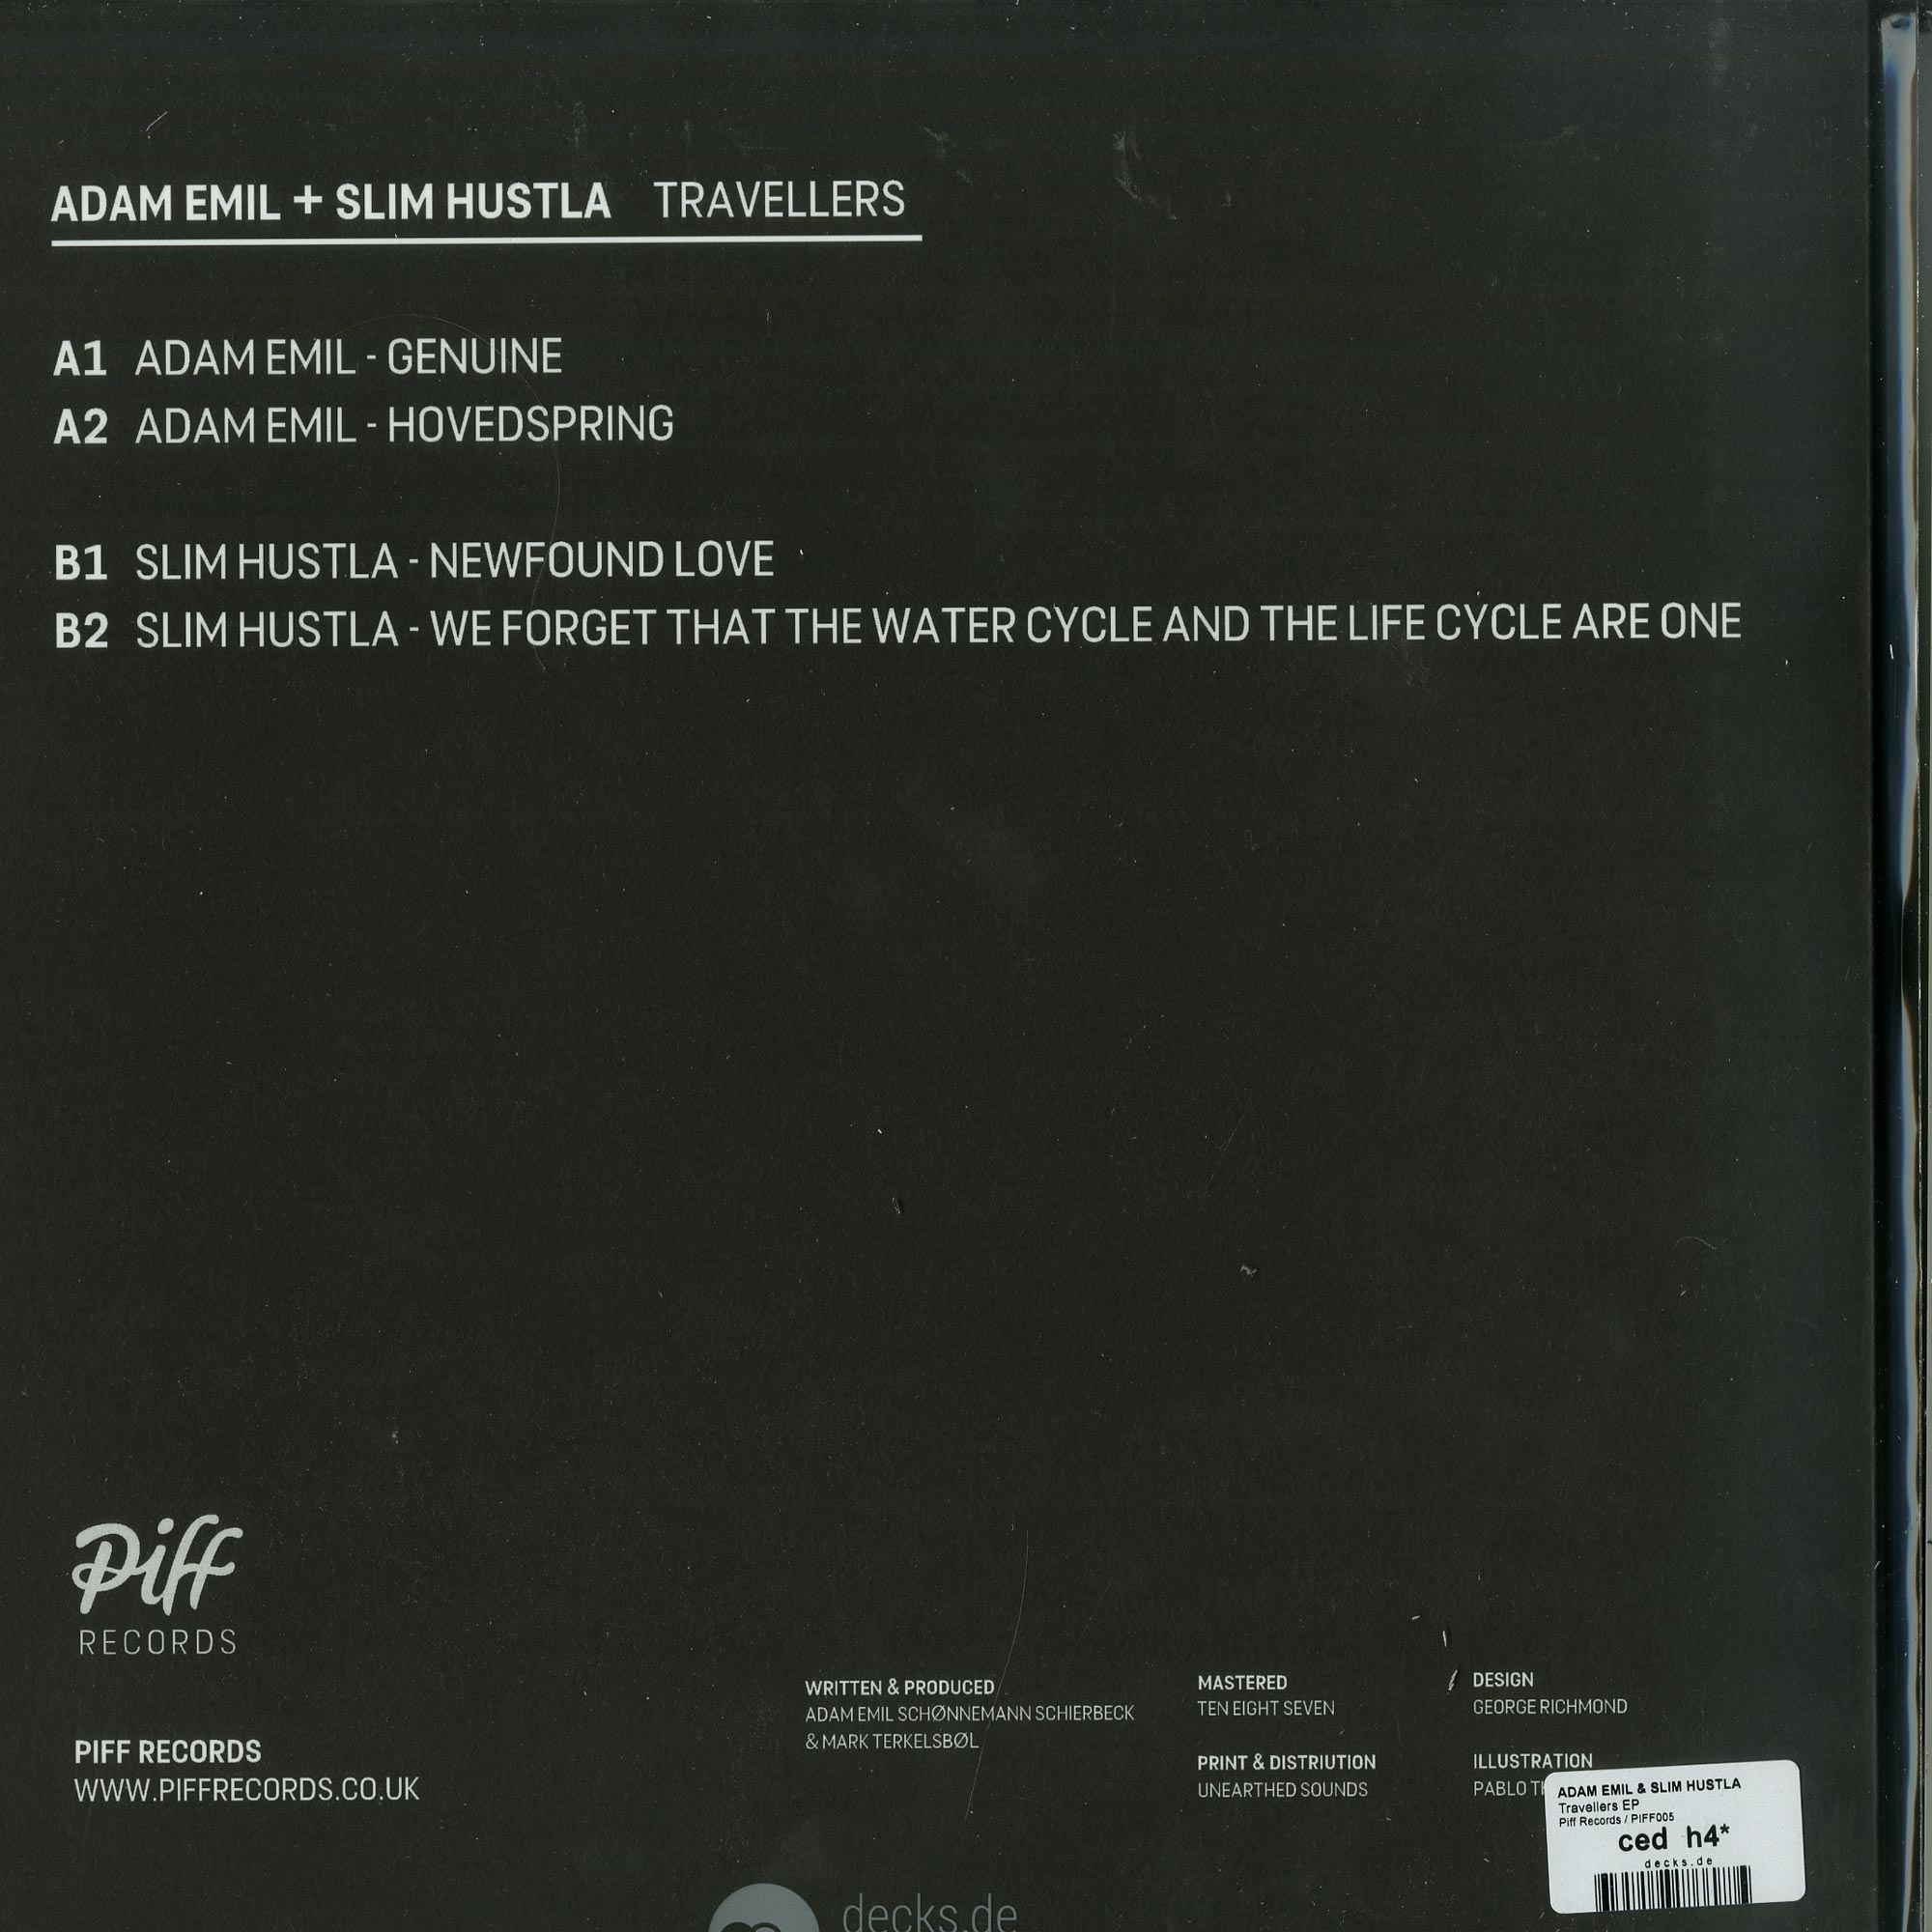 ADAM EMIL + SLIM HUSTLA TRAVELLERS
A1 ADAM EMIL - GENUINE
A2 ADAM EMIL - HOVEDSPRING
B1 SLIM HUSTLA - NEWFOUND LOVE
B2 SLIM HUSTLA - WE FORGET THAT THE WATER CYCLE AND THE LIFE CYCLE ARE ONE
Piff
RECORDS
PIFF RECORDS
WWW.PIFFRECORDS.CO.UK
WRITTEN & PRODUCED
ADAM EMIL SCHØNNEMANN SCHIERBECK
& MARK TERKELSBØL
MASTERED
TEN EIGHT SEVEN
PRINT & DISTRIUTION
UNEARTHED SOUNDS
DESIGN
GEORGE RICHMOND
ILLUSTRATION
PABLO
ADAM EMIL & SLIM HUSTLA
Travellers EP
Piff Records / PIFF005
ced h4*
decks.de
decks.de